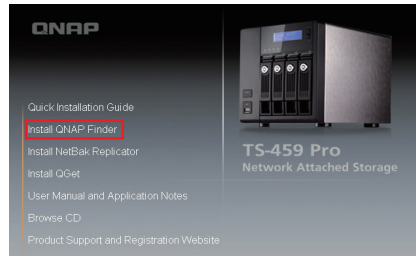 QNAP
Quick Installation Guide
Install QNAP Finder
Install NetBak Replicator
Install QGet
User Manual and Application Notes
Browse CD
Product Support and Registration Website
TS-459 Pro
Network Attached Storage